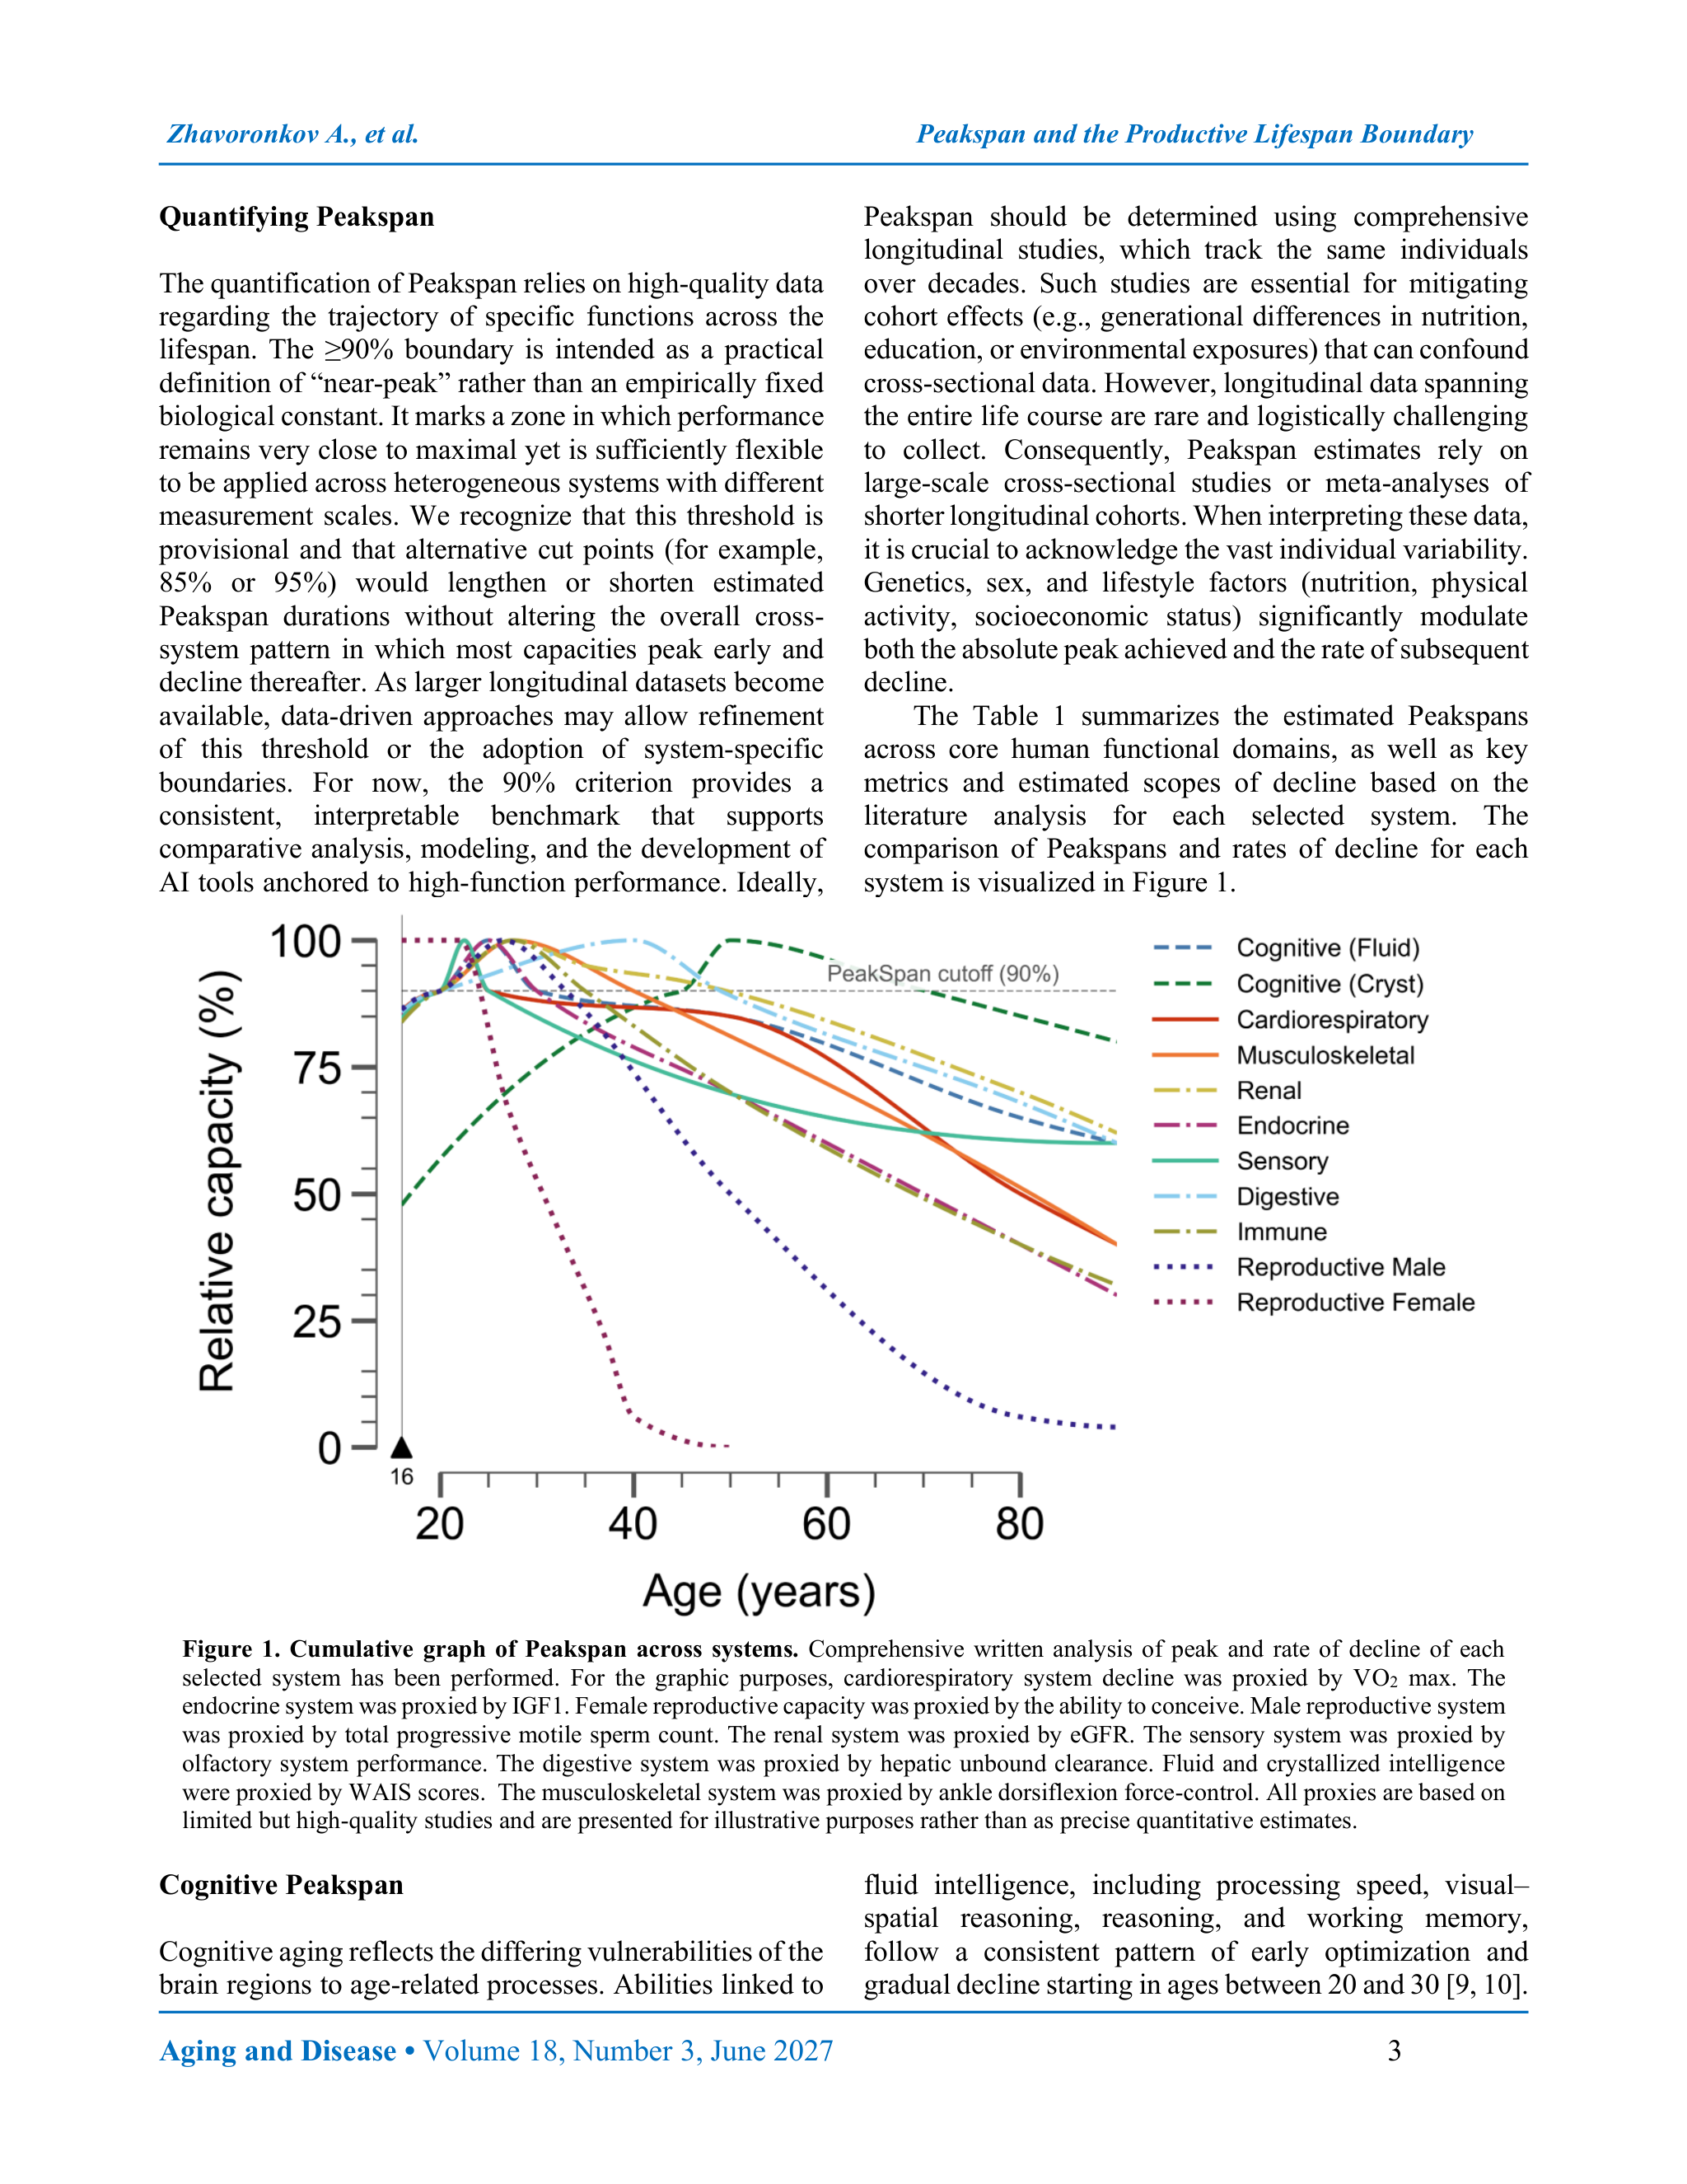 Zhavoronkov A., et al.
Peakspan and the Productive Lifespan Boundary
Quantifying Peakspan
The quantification of Peakspan relies on high-quality data
regarding the trajectory of specific functions across the
lifespan. The ≥90% boundary is intended as a practical
definition of “near-peak” rather than an empirically fixed
biological constant. It marks a zone in which performance
remains very close to maximal yet is sufficiently flexible
to be applied across heterogeneous systems with different
measurement scales. We recognize that this threshold is
provisional and that alternative cut points (for example,
85% or 95%) would lengthen or shorten estimated
Peakspan durations without altering the overall cross-
system pattern in which most capacities peak early and
decline thereafter. As larger longitudinal datasets become
available, data-driven approaches may allow refinement
of this threshold or the adoption of system-specific
boundaries. For now, the 90% criterion provides a
consistent, interpretable benchmark that supports
comparative analysis, modeling, and the development of
AI tools anchored to high-function performance. Ideally,
Peakspan should be determined using comprehensive
longitudinal studies, which track the same individuals
over decades. Such studies are essential for mitigating
cohort effects (e.g., generational differences in nutrition,
education, or environmental exposures) that can confound
cross-sectional data. However, longitudinal data spanning
the entire life course are rare and logistically challenging
to collect. Consequently, Peakspan estimates rely on
large-scale cross-sectional studies or meta-analyses of
shorter longitudinal cohorts. When interpreting these data,
it is crucial to acknowledge the vast individual variability.
Genetics, sex, and lifestyle factors (nutrition, physical
activity, socioeconomic status) significantly modulate
both the absolute peak achieved and the rate of subsequent
decline.
The Table 1 summarizes the estimated Peakspans
across core human functional domains, as well as key
metrics and estimated scopes of decline based on the
literature analysis for each selected system. The
comparison of Peakspans and rates of decline for each
system is visualized in Figure 1.
Relative capacity (%)
100
75
50
25
0
16
20
40
60
80
Age (years)
PeakSpan cutoff (90%)
Cognitive (Fluid)
Cognitive (Cryst)
Cardiorespiratory
Musculoskeletal
Renal
Endocrine
Sensory
Digestive
Immune
Reproductive Male
Reproductive Female
Figure 1. Cumulative graph of Peakspan across systems. Comprehensive written analysis of peak and rate of decline of each
selected system has been performed. For the graphic purposes, cardiorespiratory system decline was proxied by VO₂ max. The
endocrine system was proxied by IGF1. Female reproductive capacity was proxied by the ability to conceive. Male reproductive system
was proxied by total progressive motile sperm count. The renal system was proxied by eGFR. The sensory system was proxied by
olfactory system performance. The digestive system was proxied by hepatic unbound clearance. Fluid and crystallized intelligence
were proxied by WAIS scores. The musculoskeletal system was proxied by ankle dorsiflexion force-control. All proxies are based on
limited but high-quality studies and are presented for illustrative purposes rather than as precise quantitative estimates.
Cognitive Peakspan
Cognitive aging reflects the differing vulnerabilities of the
brain regions to age-related processes. Abilities linked to
fluid intelligence, including processing speed, visual–
spatial reasoning, reasoning, and working memory,
follow a consistent pattern of early optimization and
gradual decline starting in ages between 20 and 30 [9, 10].
Aging and Disease • Volume 18, Number 3, June 2027
3